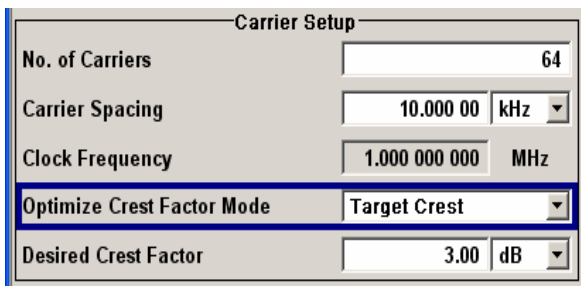 Carrier Setup
No. of Carriers 64
Carrier Spacing 10.000 00 kHz
Clock Frequency 1.000 000 000 MHz
Optimize Crest Factor Mode Target Crest
Desired Crest Factor 3.00 dB